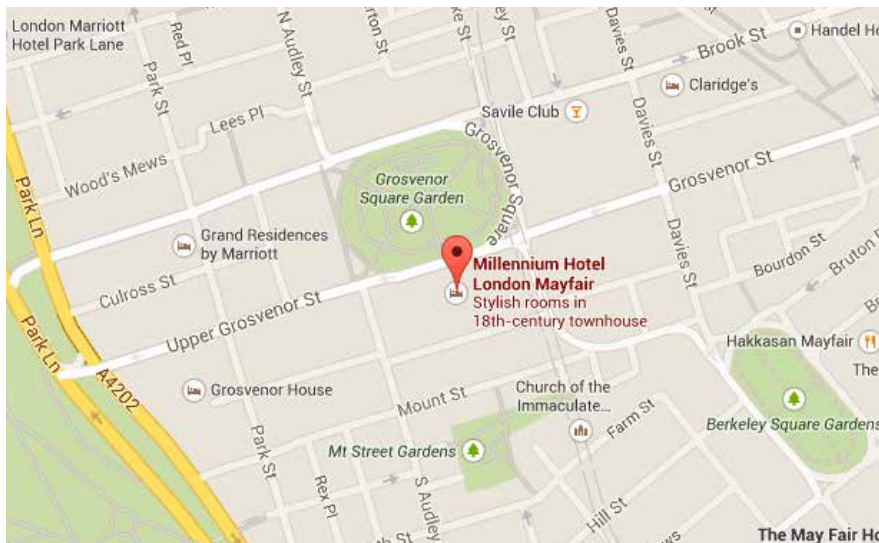 London Marriott
Hotel Park Lane
Red Pl
Park St
N Audley St
Davies St
Brook St
Handel Ho
Claridge's
Savile Club
Lees Pl
Wood's Mews
Grosvenor Square
Grosvenor
Square Garden
Davies St
Grosvenor St
Park Ln
Grand Residences
by Marriott
Culross St
Millennium Hotel
London Mayfair
Stylish rooms in
18th-century townhouse
Bourdon St
Bruton
Upper Grosvenor St
Park Ln
A4202
Hakkasan Mayfair
The
Grosvenor House
Mount St
Church of the
Immaculate...
Farm St
Berkeley Square Gardens
Mt Street Gardens
Park St
Rex Pl
S Audley
Hill St
The May Fair Ho